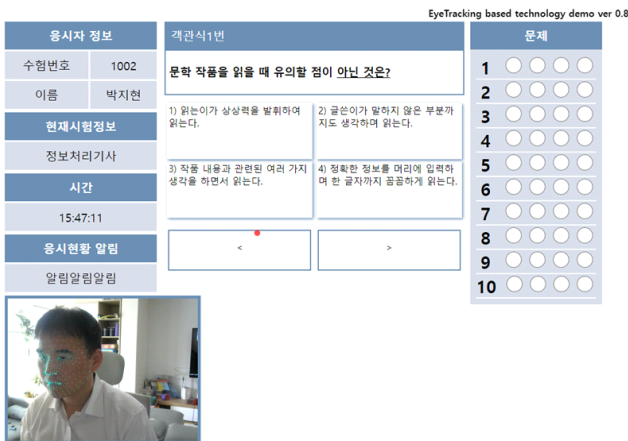 EyeTracking based technology demo ver 0.8
응시자 정보
수험번호 1002
이름 박지현
현재시험정보
정보처리기사
시간
15:47:11
응시현황 알림
알림알림알림
객관식1번
문학 작품을 읽을 때 유의할 점이 아닌 것은?
1) 읽는이가 상상력을 발휘하여
읽는다.
2) 글쓴이가 말하지 않은 부분까
지도 생각하며 읽는다.
3) 작품 내용과 관련된 여러 가지
생각을 하면서 읽는다.
4) 정확한 정보를 머리에 입력하
며 한 글자까지 꼼꼼하게 읽는다.
<
>
문제
1
2
3
4
5
6
7
8
9
10